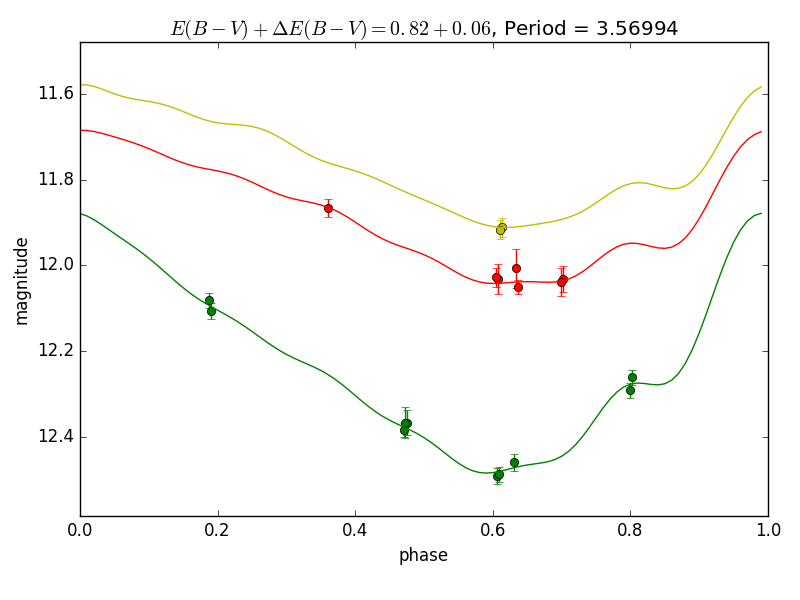 E(B − V) + ΔE(B − V) = 0.82 + 0.06, Period = 3.56994
11.6
11.8
12.0
12.2
12.4
magnitude
0.0 0.2 0.4 0.6 0.8 1.0
phase